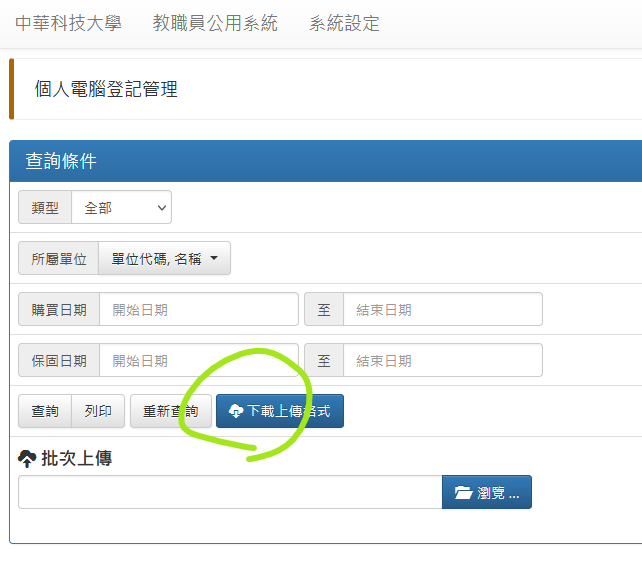 中華科技大學 教職員公用系統 系統設定
個人電腦登記管理
查詢條件
類型 全部
所屬單位 單位代碼, 名稱
購買日期 開始日期 至 結束日期
保固日期 開始日期 至 結束日期
查詢 列印 重新查詢 下載上傳格式
批次上傳
瀏覽 ...